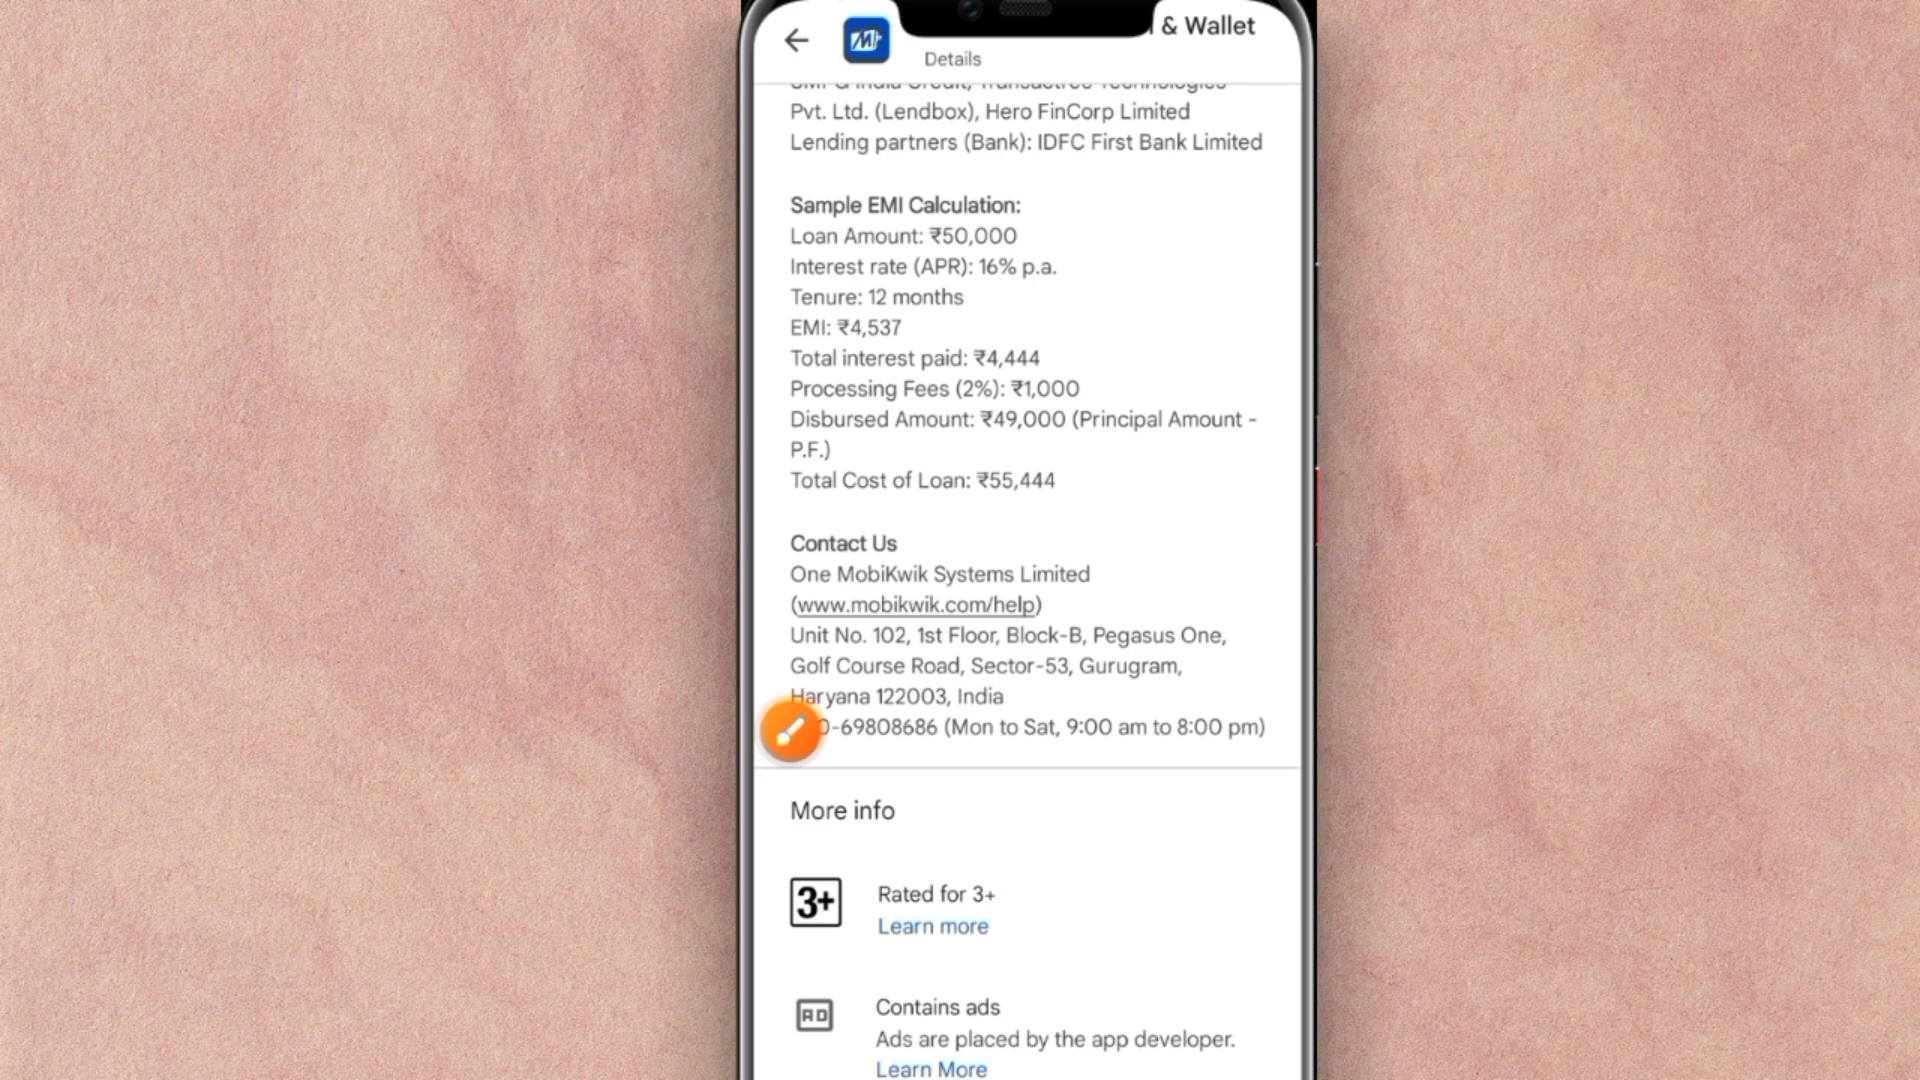 & Wallet
Details
Pvt. Ltd. (Lendbox), Hero FinCorp Limited
Lending partners (Bank): IDFC First Bank Limited
Sample EMI Calculation:
Loan Amount: ₹50,000
Interest rate (APR): 16% p.a.
Tenure: 12 months
EMI: ₹4,537
Total interest paid: ₹4,444
Processing Fees (2%): ₹1,000
Disbursed Amount: ₹49,000 (Principal Amount -
P.F.)
Total Cost of Loan: ₹55,444
Contact Us
One MobiKwik Systems Limited
(www.mobikwik.com/help)
Unit No. 102, 1st Floor, Block-B, Pegasus One,
Golf Course Road, Sector-53, Gurugram,
Haryana 122003, India
0-69808686 (Mon to Sat, 9:00 am to 8:00 pm)
More info
3+ Rated for 3+
Learn more
AD Contains ads
Ads are placed by the app developer.
Learn More